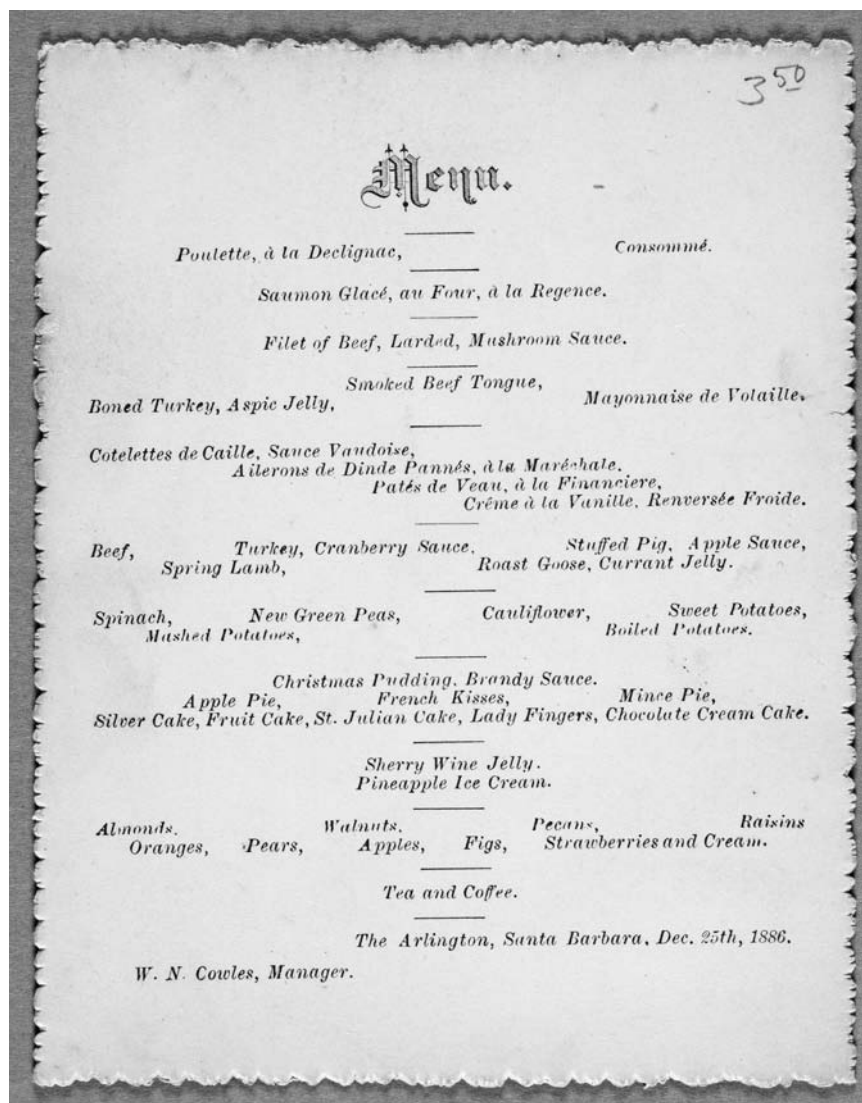 3 50
Menu.
Poulette, à la Declignac, Consommé.
Saumon Glacé, au Four, à la Regence.
Filet of Beef, Larded, Mushroom Sauce.
Smoked Beef Tongue,
Boned Turkey, Aspic Jelly, Mayonnaise de Volaille.
Cotelettes de Caille, Sauce Vaudoise,
Ailerons de Dinde Pannés, à la Maréchale.
Patés de Veau, à la Financiere,
Créme à la Vanille, Renversée Froide.
Beef, Turkey, Cranberry Sauce, Stuffed Pig, Apple Sauce,
Spring Lamb, Roast Goose, Currant Jelly.
Spinach, New Green Peas, Cauliflower, Sweet Potatoes,
Mashed Potatoes, Boiled Potatoes.
Christmas Pudding, Brandy Sauce.
Apple Pie, French Kisses, Mince Pie,
Silver Cake, Fruit Cake, St. Julian Cake, Lady Fingers, Chocolate Cream Cake.
Sherry Wine Jelly.
Pineapple Ice Cream.
Almonds, Walnuts, Pecans, Raisins
Oranges, Pears, Apples, Figs, Strawberries and Cream.
Tea and Coffee.
The Arlington, Santa Barbara, Dec. 25th, 1886.
W. N. Cowles, Manager.